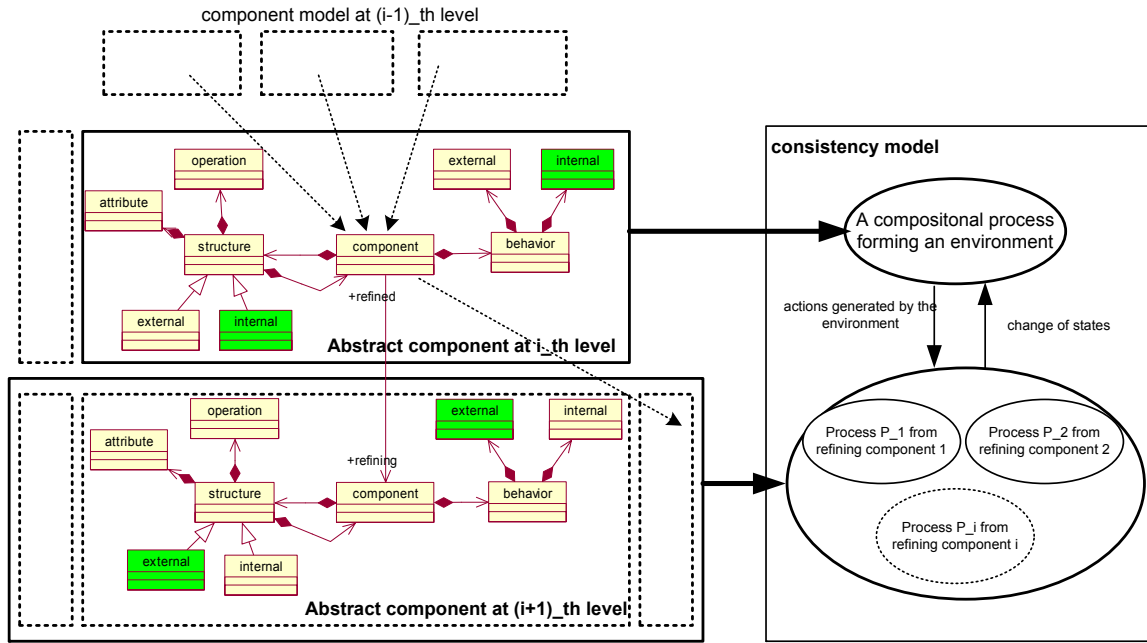 component model at (i-1)_th level
operation
external
internal
attribute
structure
component
behavior
+refined
external
internal
Abstract component at i_th level
operation
external
internal
attribute
+refining
structure
component
behavior
external
internal
Abstract component at (i+1)_th level
consistency model
A compositonal process
forming an environment
actions generated by the
environment
change of states
Process P_1 from
refining component 1
Process P_2 from
refining component 2
Process P_i from
refining component i